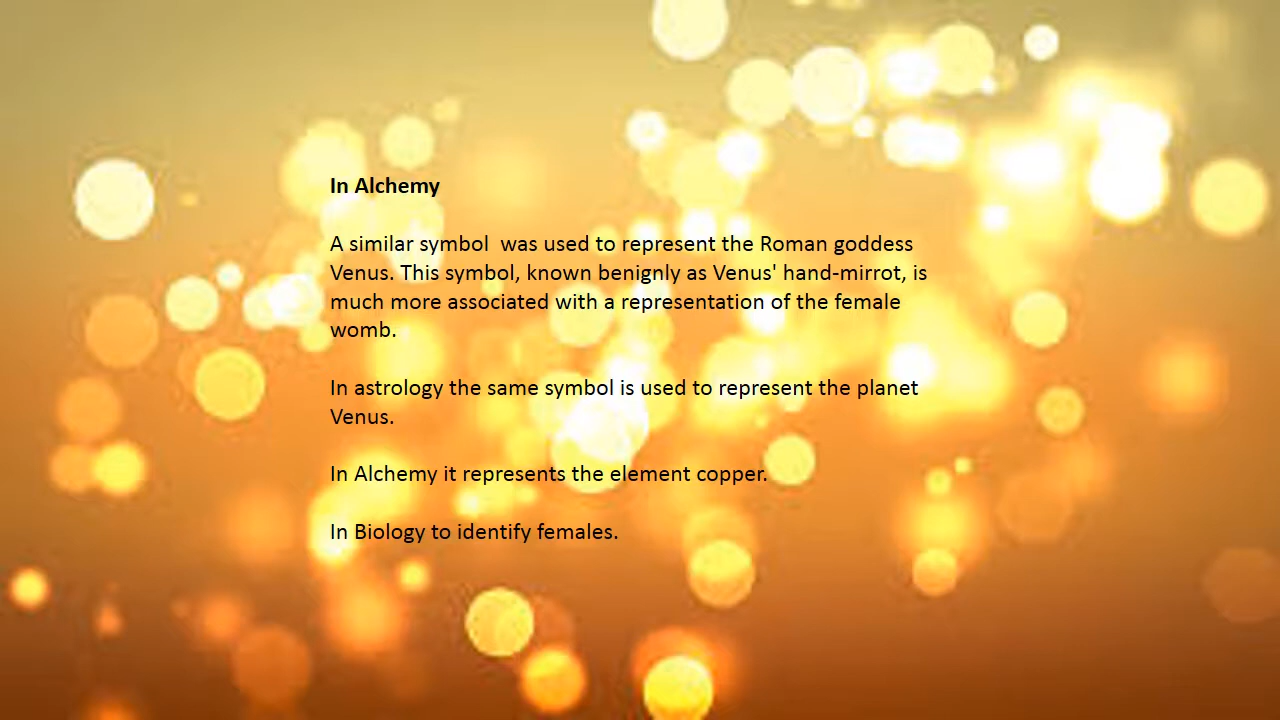 In Alchemy
A similar symbol  was used to represent the Roman goddess
Venus. This symbol, known benignly as Venus' hand-mirrot, is
much more associated with a representation of the female
womb.
In astrology the same symbol is used to represent the planet
Venus.
In Alchemy it represents the element copper.
In Biology to identify females.